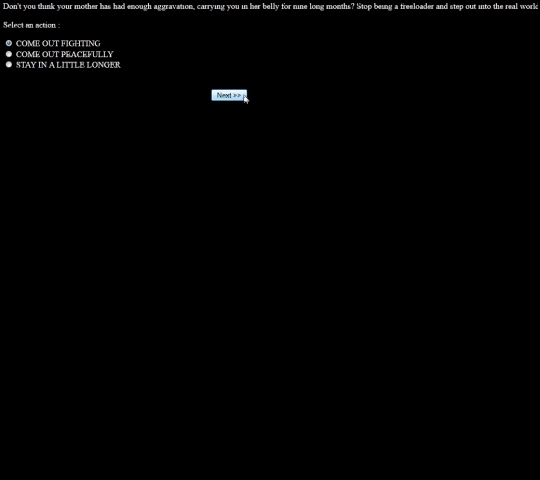 Don't you think your mother has had enough aggravation, carrying you in her belly for nine long months? Stop being a freeloader and step out into the real world
Select an action :
COME OUT FIGHTING
COME OUT PEACEFULLY
STAY IN A LITTLE LONGER
Next >>